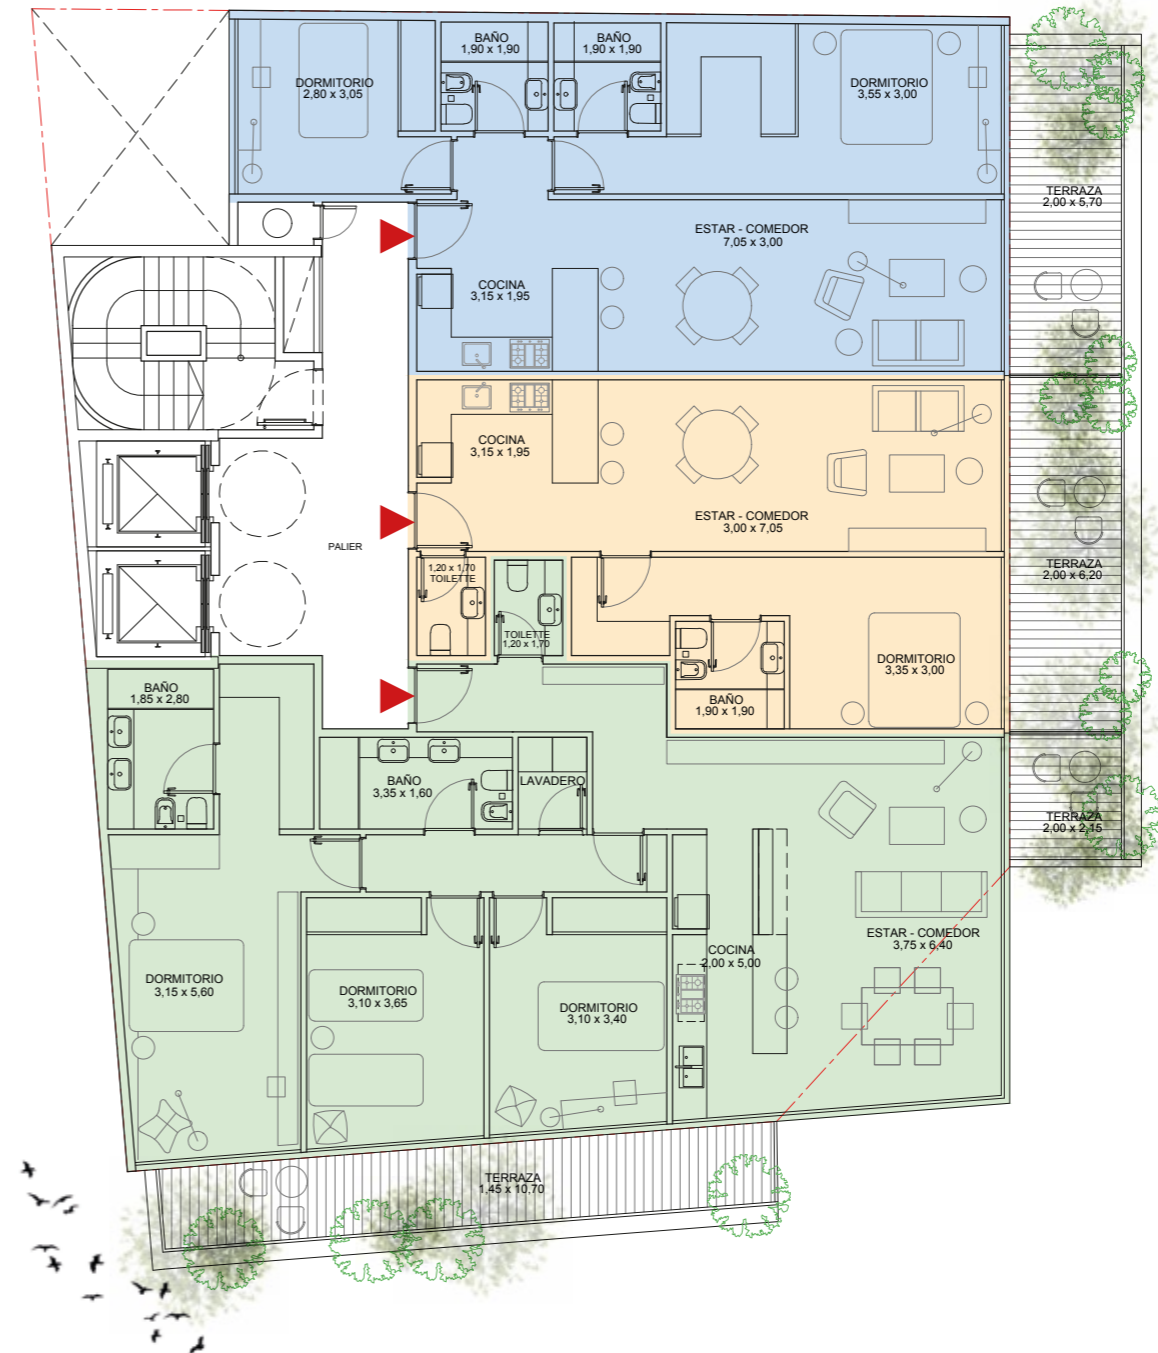 BAÑO
1,90 x 1,90
BAÑO
1,90 x 1,90
DORMITORIO
2,80 x 3,05
DORMITORIO
3,55 x 3,00
TERRAZA
2,00 x 5,70
ESTAR - COMEDOR
7,05 x 3,00
COCINA
3,15 x 1,95
COCINA
3,15 x 1,95
ESTAR - COMEDOR
3,00 x 7,05
PALIER
1,20 x 1,70
TOILETTE
TERRAZA
2,00 x 6,20
TOILETTE
1,20 x 1,70
DORMITORIO
3,35 x 3,00
BAÑO
1,85 x 2,80
BAÑO
1,90 x 1,90
BAÑO
3,35 x 1,60
LAVADERO
TERRAZA
2,00 x 2,15
ESTAR - COMEDOR
3,75 x 6,40
COCINA
2,00 x 5,00
DORMITORIO
3,15 x 5,60
DORMITORIO
3,10 x 3,65
DORMITORIO
3,10 x 3,40
TERRAZA
1,45 x 10,70